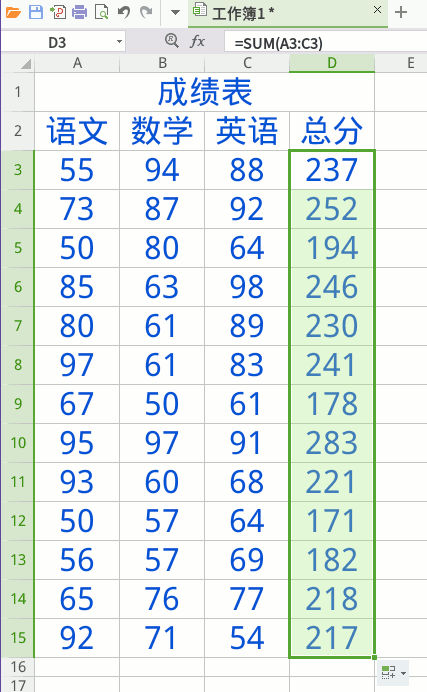 工作簿1 *
D3 fx =SUM(A3:C3)
A B C D E
1 成绩表
2 语文 数学 英语 总分
3 55 94 88 237
4 73 87 92 252
5 50 80 64 194
6 85 63 98 246
7 80 61 89 230
8 97 61 83 241
9 67 50 61 178
10 95 97 91 283
11 93 60 68 221
12 50 57 64 171
13 56 57 69 182
14 65 76 77 218
15 92 71 54 217
16
17